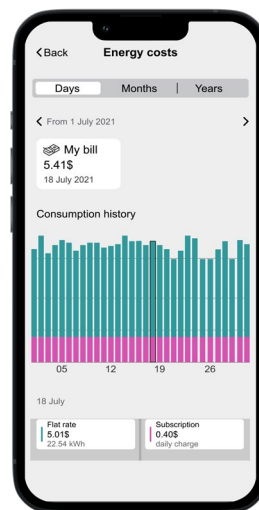 Back
Energy costs
Days
Months
Years
From 1 July 2021
My bill
5.41$
18 July 2021
Consumption history
05
12
19
26
18 July
Flat rate
5.01$
22.54 kWh
Subscription
0.40$
daily charge